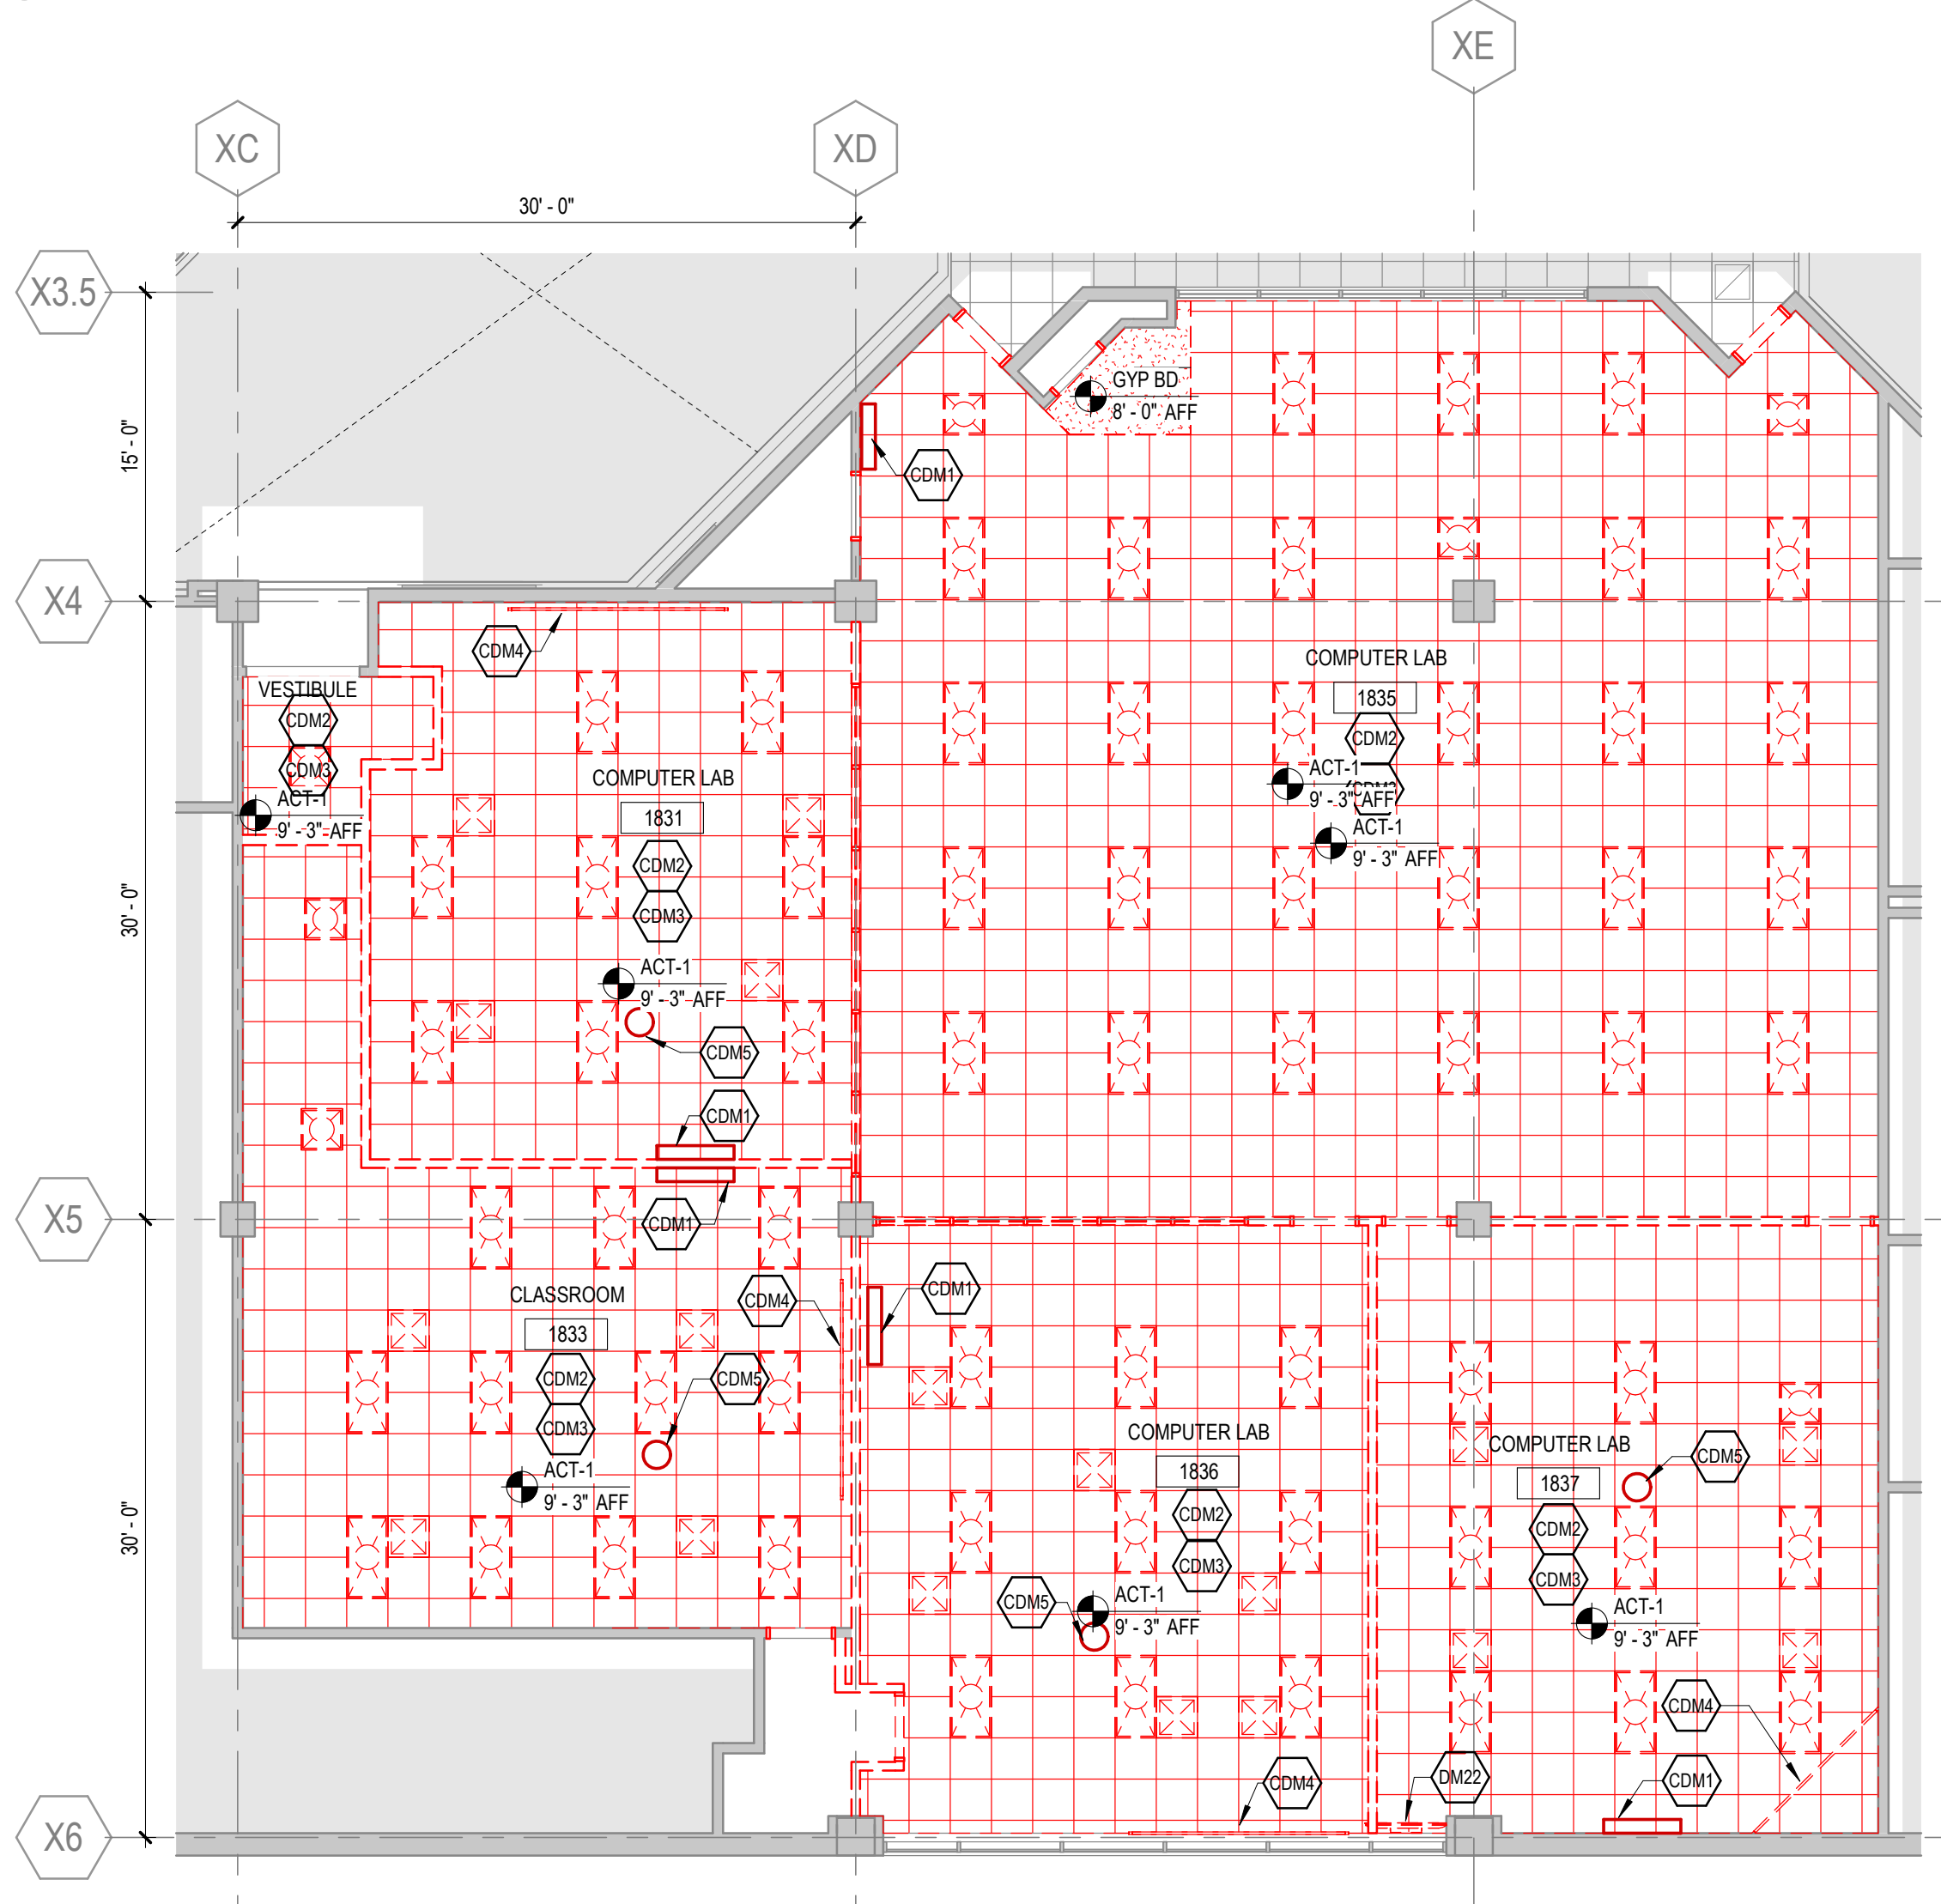 XE
XC
XD
30' - 0"
X3.5
GYP BD
8' - 0" AFF
15' - 0"
CDM1
X4
CDM4
COMPUTER LAB
1835
CDM2
CDM3
ACT-1
9' - 3" AFF
ACT-1
9' - 3" AFF
VESTIBULE
CDM2
CDM3
ACT-1
9' - 3" AFF
COMPUTER LAB
1831
CDM2
CDM3
30' - 0"
ACT-1
9' - 3" AFF
CDM5
CDM1
X5
CDM1
CLASSROOM
1833
CDM2
CDM3
CDM4
CDM5
ACT-1
9' - 3" AFF
CDM1
COMPUTER LAB
1836
CDM2
CDM3
CDM5
ACT-1
9' - 3" AFF
COMPUTER LAB
1837
CDM2
CDM3
CDM5
ACT-1
9' - 3" AFF
30' - 0"
CDM4
CDM4
DM22
CDM1
X6